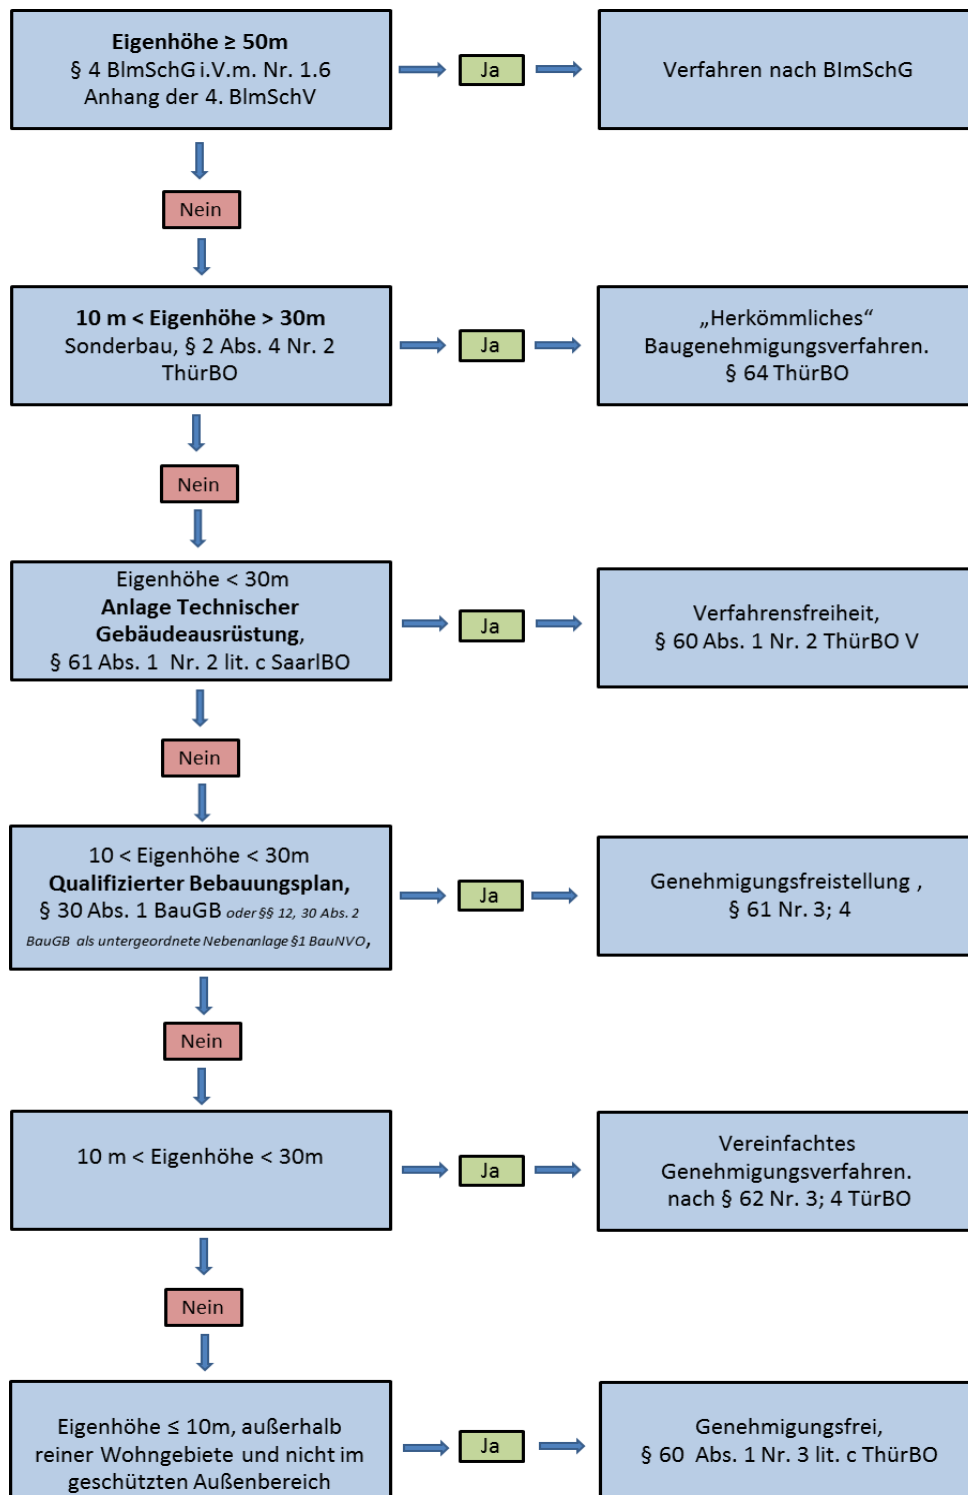 Eigenhöhe ≥ 50m
§ 4 BImSchG i.V.m. Nr. 1.6
Anhang der 4. BImSchV
Ja
Verfahren nach BImSchG
Nein
10 m < Eigenhöhe > 30m
Sonderbau, § 2 Abs. 4 Nr. 2
ThürBO
Ja
„Herkömmliches“
Baugenehmigungsverfahren.
§ 64 ThürBO
Nein
Eigenhöhe < 30m
Anlage Technischer
Gebäudeausrüstung,
§ 61 Abs. 1 Nr. 2 lit. c SaarlBO
Ja
Verfahrensfreiheit,
§ 60 Abs. 1 Nr. 2 ThürBO V
Nein
10 < Eigenhöhe < 30m
Qualifizierter Bebauungsplan,
§ 30 Abs. 1 BauGB oder §§ 12, 30 Abs. 2
BauGB als untergeordnete Nebenanlage §1 BauNVO,
Ja
Genehmigungsfreistellung ,
§ 61 Nr. 3; 4
Nein
10 m < Eigenhöhe < 30m
Ja
Vereinfachtes
Genehmigungsverfahren.
nach § 62 Nr. 3; 4 TürBO
Nein
Eigenhöhe ≤ 10m, außerhalb
reiner Wohngebiete und nicht im
geschützten Außenbereich
Ja
Genehmigungsfrei,
§ 60 Abs. 1 Nr. 3 lit. c ThürBO